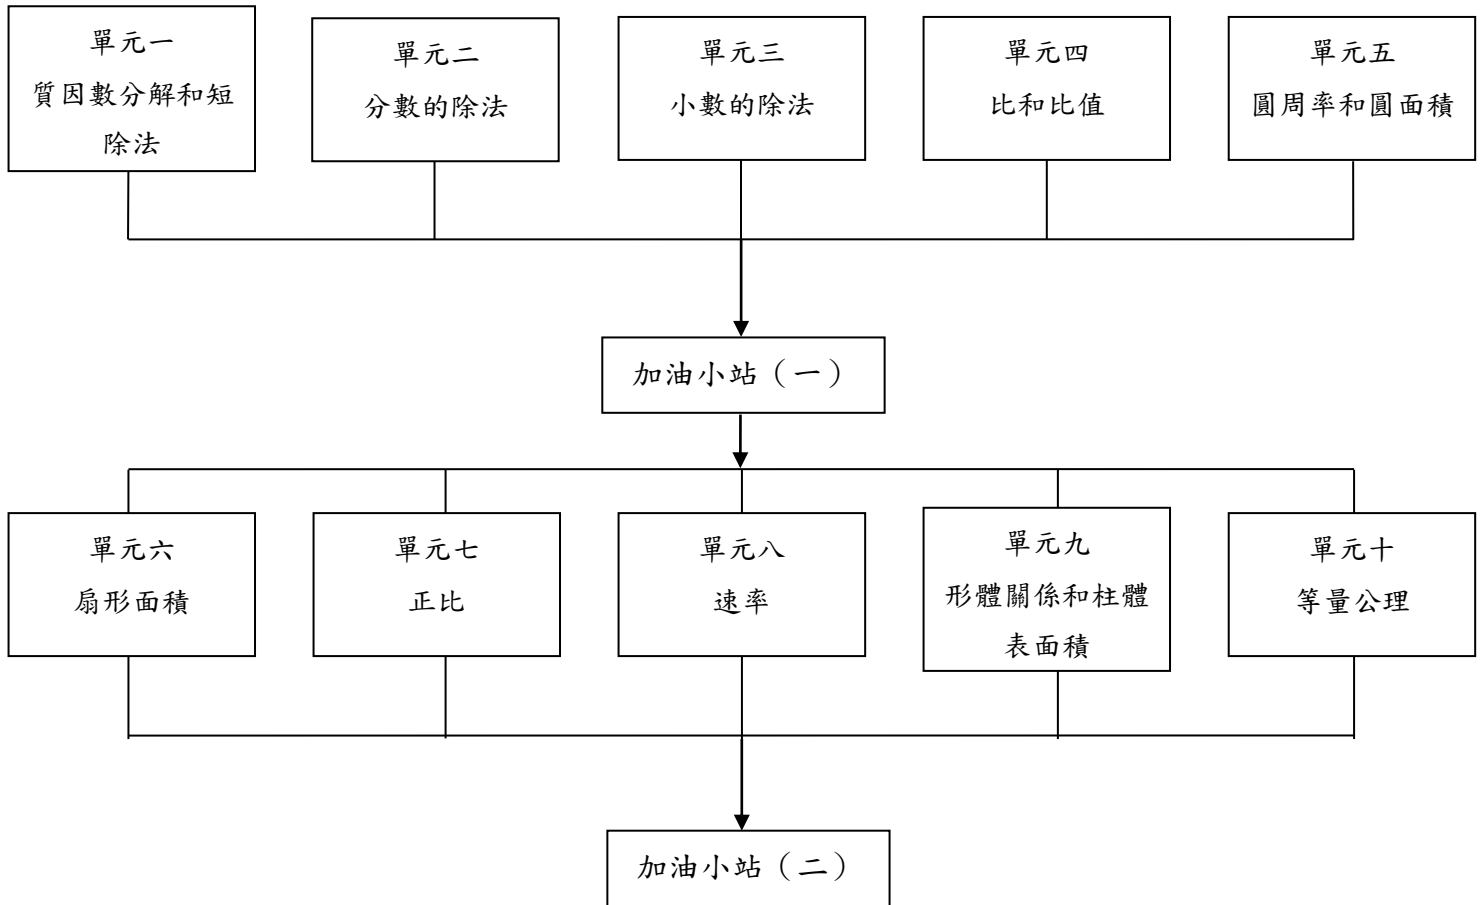 單元一
質因數分解和短
除法
單元二
分數的除法
單元三
小數的除法
單元四
比和比值
單元五
圓周率和圓面積
加油小站（一）
單元六
扇形面積
單元七
正比
單元八
速率
單元九
形體關係和柱體
表面積
單元十
等量公理
加油小站（二）